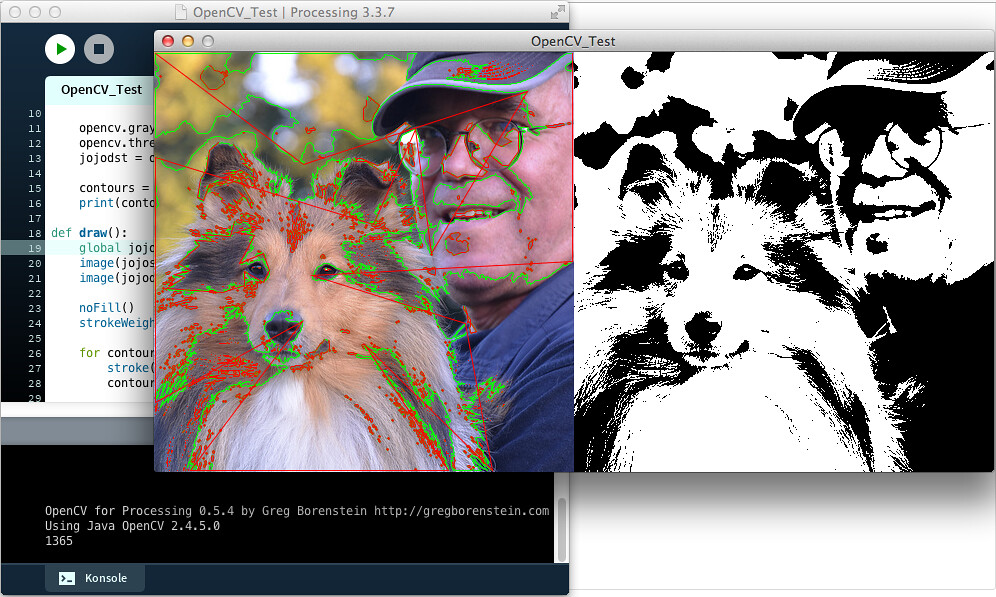 OpenCV_Test | Processing 3.3.7
OpenCV_Test
OpenCV_Test
10
11 opencv.gray
12 opencv.thre
13 jojodst =
14
15 contours =
16 print(conto
17
18 def draw():
19 global jojo
20 image(jojos
21 image(jojod
22
23 noFill()
24 strokeWeigh
25
26 for contour
27 stroke(
28 contour
29
OpenCV for Processing 0.5.4 by Greg Borenstein http://gregborenstein.com
Using Java OpenCV 2.4.5.0
1365
Konsole